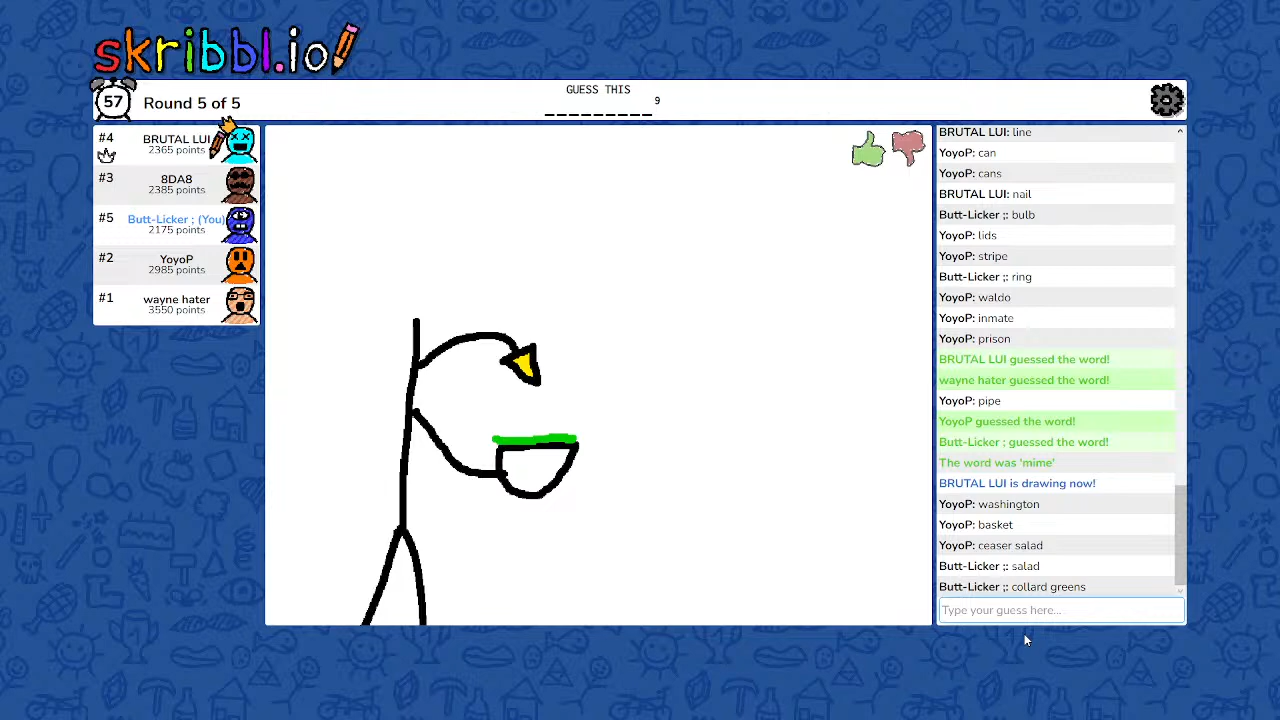 skribbl.io
57
Round 5 of 5
GUESS THIS
_________ 9
#4 BRUTAL LUI
2365 points
#3 8DA8
2385 points
#5 Butt-Licker ; (You)
2175 points
#2 YoyoP
2985 points
#1 wayne hater
3550 points
BRUTAL LUI: line
YoyoP: can
YoyoP: cans
BRUTAL LUI: nail
Butt-Licker ;: bulb
YoyoP: lids
YoyoP: stripe
Butt-Licker ;: ring
YoyoP: waldo
YoyoP: inmate
YoyoP: prison
BRUTAL LUI guessed the word!
wayne hater guessed the word!
YoyoP: pipe
YoyoP guessed the word!
Butt-Licker ; guessed the word!
The word was 'mime'
BRUTAL LUI is drawing now!
YoyoP: washington
YoyoP: basket
YoyoP: ceaser salad
Butt-Licker ;: salad
Butt-Licker ;: collard greens
Type your guess here...